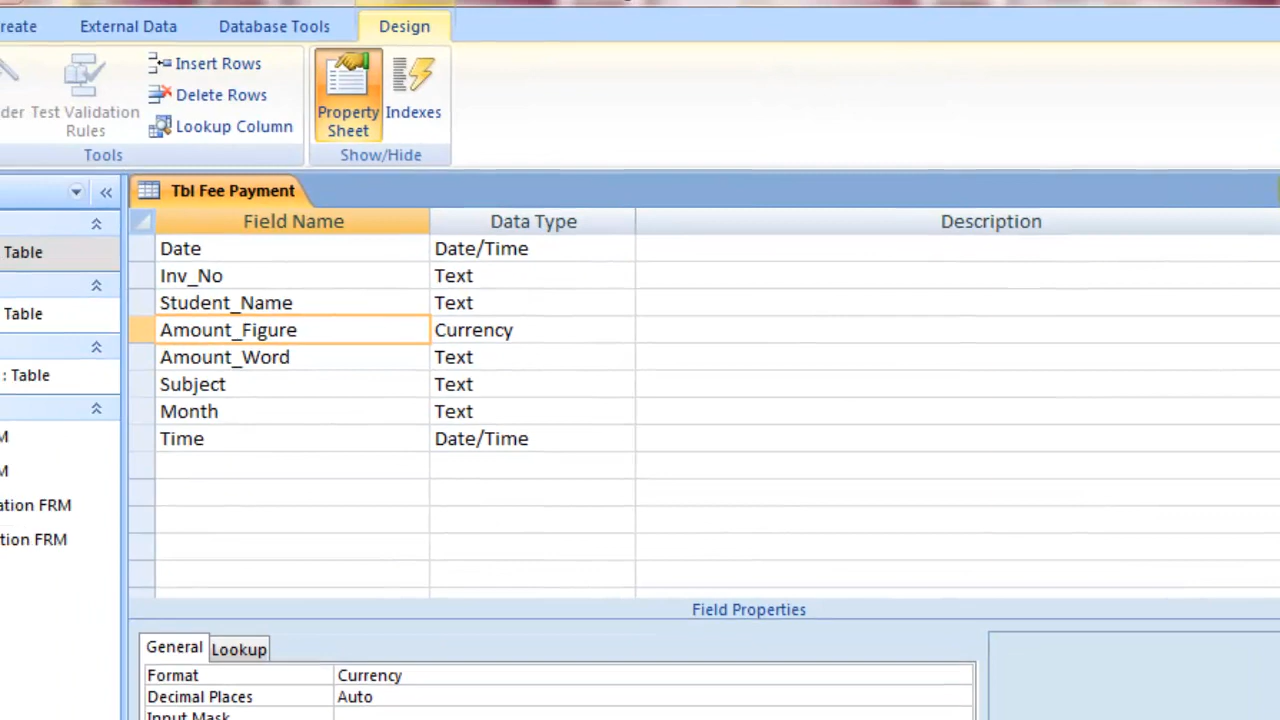 reate External Data Database Tools Design
Insert Rows
Delete Rows
Lookup Column
der Test Validation Rules
Property Sheet
Indexes
Tools
Show/Hide
Tbl Fee Payment
Field Name Data Type Description
Date Date/Time
Inv_No Text
Student_Name Text
Amount_Figure Currency
Amount_Word Text
Subject Text
Month Text
Time Date/Time
Table
Table
: Table
M
M
ation FRM
tion FRM
Field Properties
General Lookup
Format Currency
Decimal Places Auto
Input Mask